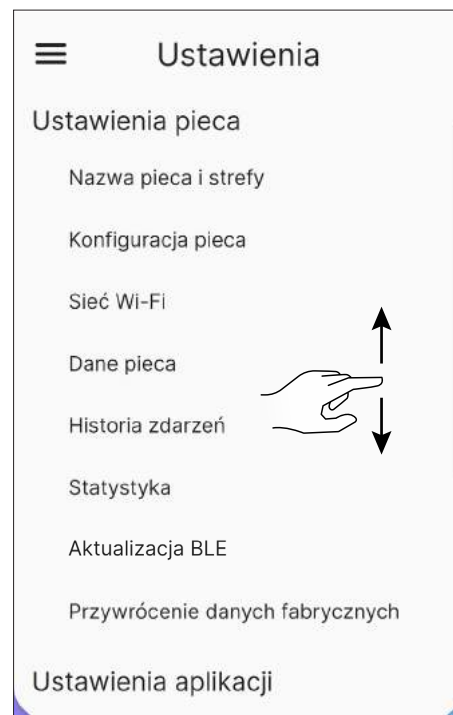 Ustawienia
Ustawienia pieca
Nazwa pieca i strefy
Konfiguracja pieca
Sieć Wi-Fi
Dane pieca
Historia zdarzeń
Statystyka
Aktualizacja BLE
Przywrócenie danych fabrycznych
Ustawienia aplikacji